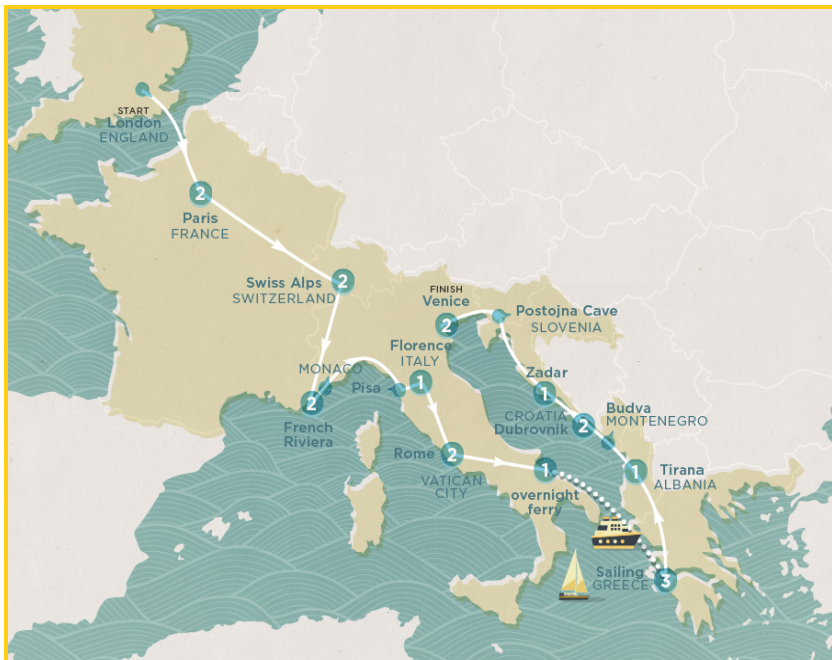 START
London
ENGLAND
2
Paris
FRANCE
Swiss Alps
SWITZERLAND
2
MONACO
2
French
Riviera
Pisa
Florence
ITALY
1
Rome
2
VATICAN
CITY
1
overnight
ferry
Sailing
GREECE
3
Tirana
ALBANIA
1
Budva
MONTENEGRO
CROATIA
Dubrovnik
2
Zadar
1
Postojna Cave
SLOVENIA
FINISH
Venice
2